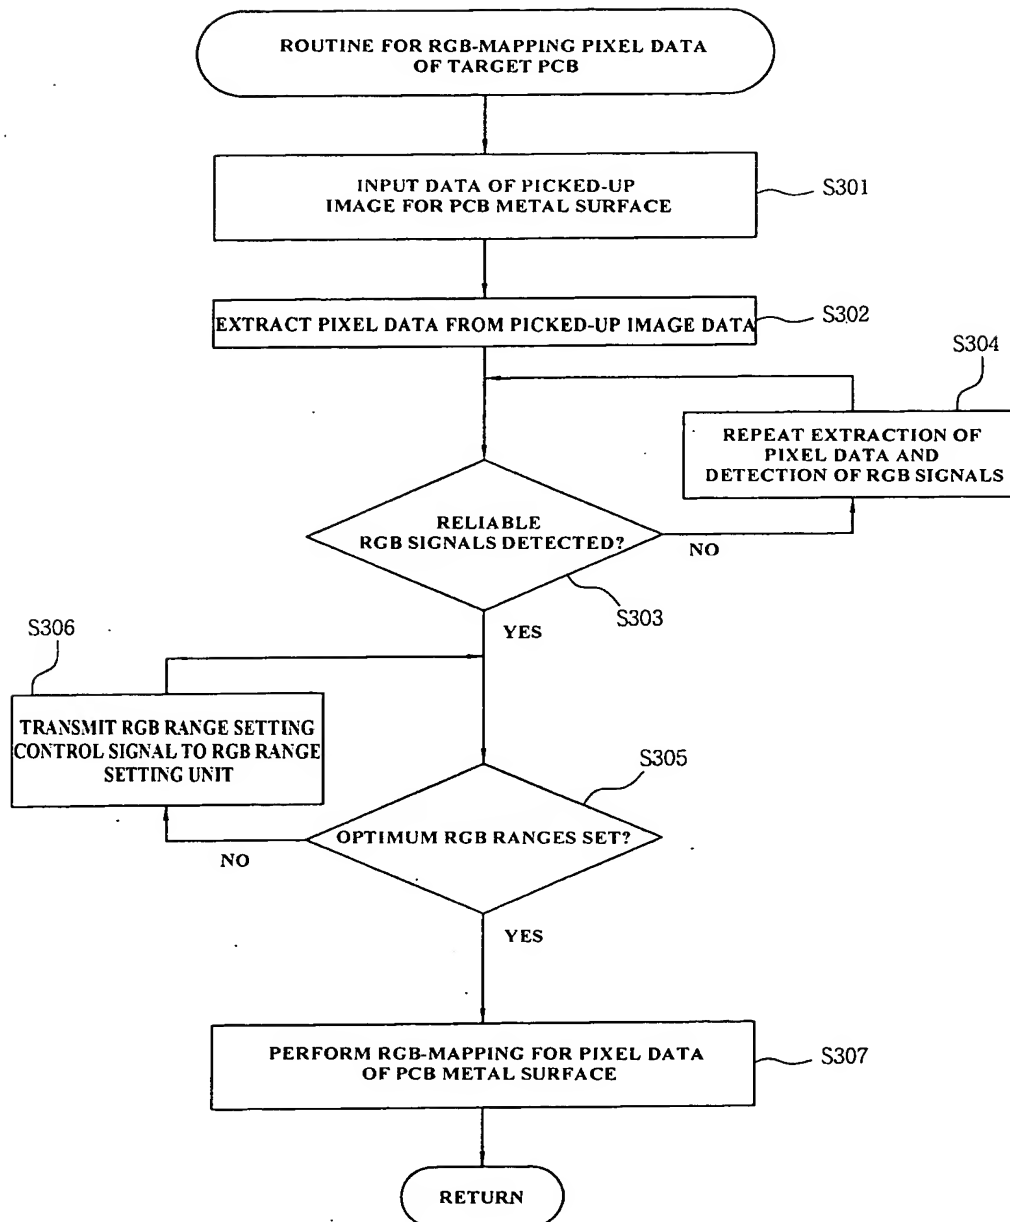 ROUTINE FOR RGB-MAPPING PIXEL DATA
OF TARGET PCB
INPUT DATA OF PICKED-UP
IMAGE FOR PCB METAL SURFACE
S301
EXTRACT PIXEL DATA FROM PICKED-UP IMAGE DATA
S302
S304
REPEAT EXTRACTION OF
PIXEL DATA AND
DETECTION OF RGB SIGNALS
RELIABLE
RGB SIGNALS DETECTED?
NO
S303
YES
S306
TRANSMIT RGB RANGE SETTING
CONTROL SIGNAL TO RGB RANGE
SETTING UNIT
S305
OPTIMUM RGB RANGES SET?
NO
YES
PERFORM RGB-MAPPING FOR PIXEL DATA
OF PCB METAL SURFACE
S307
RETURN